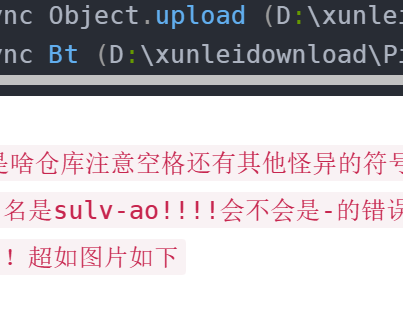 ync Object.upload (D:\xunlei
ync Bt (D:\xunleidownload\Pi
是啥仓库注意空格还有其他怪异的符号
名是sulv-ao!!!!会不会是-的错误
！超如图片如下